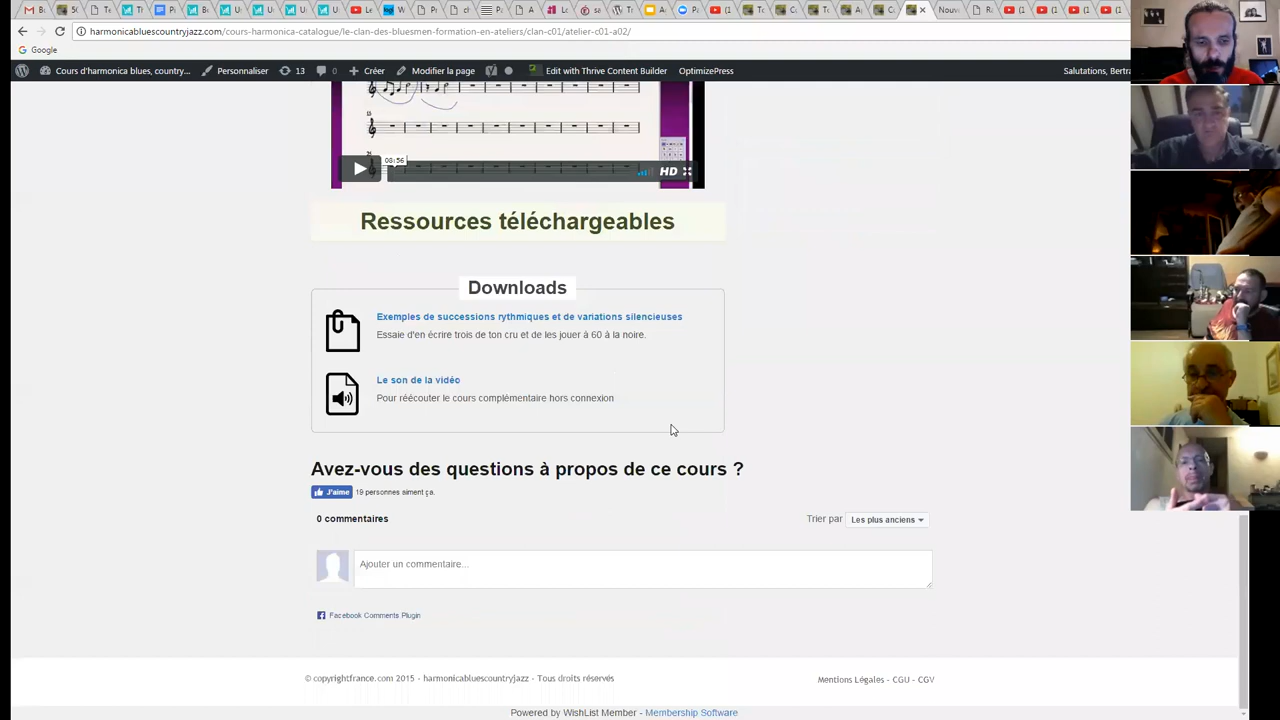 harmonicabluescountryjazz.com/cours-harmonica-catalogue/le-clan-des-bluesmen-formation-en-ateliers/clan-c01/atelier-c01-a02/
Google
Cours d'harmonica blues, country... Personnaliser 13 0 Créer Modifier la page Edit with Thrive Content Builder OptimizePress Salutations, Bertra
08:56
HD
Ressources téléchargeables
Downloads
Exemples de successions rythmiques et de variations silencieuses
Essaie d'en écrire trois de ton cru et de les jouer à 60 à la noire.
Le son de la vidéo
Pour réécouter le cours complémentaire hors connexion
Avez-vous des questions à propos de ce cours ?
J'aime 19 personnes aiment ça.
0 commentaires Trier par Les plus anciens
Ajouter un commentaire...
Facebook Comments Plugin
© copyrightfrance.com 2015 - harmonicabluescountryjazz - Tous droits réservés Mentions Légales - CGU - CGV
Powered by WishList Member - Membership Software